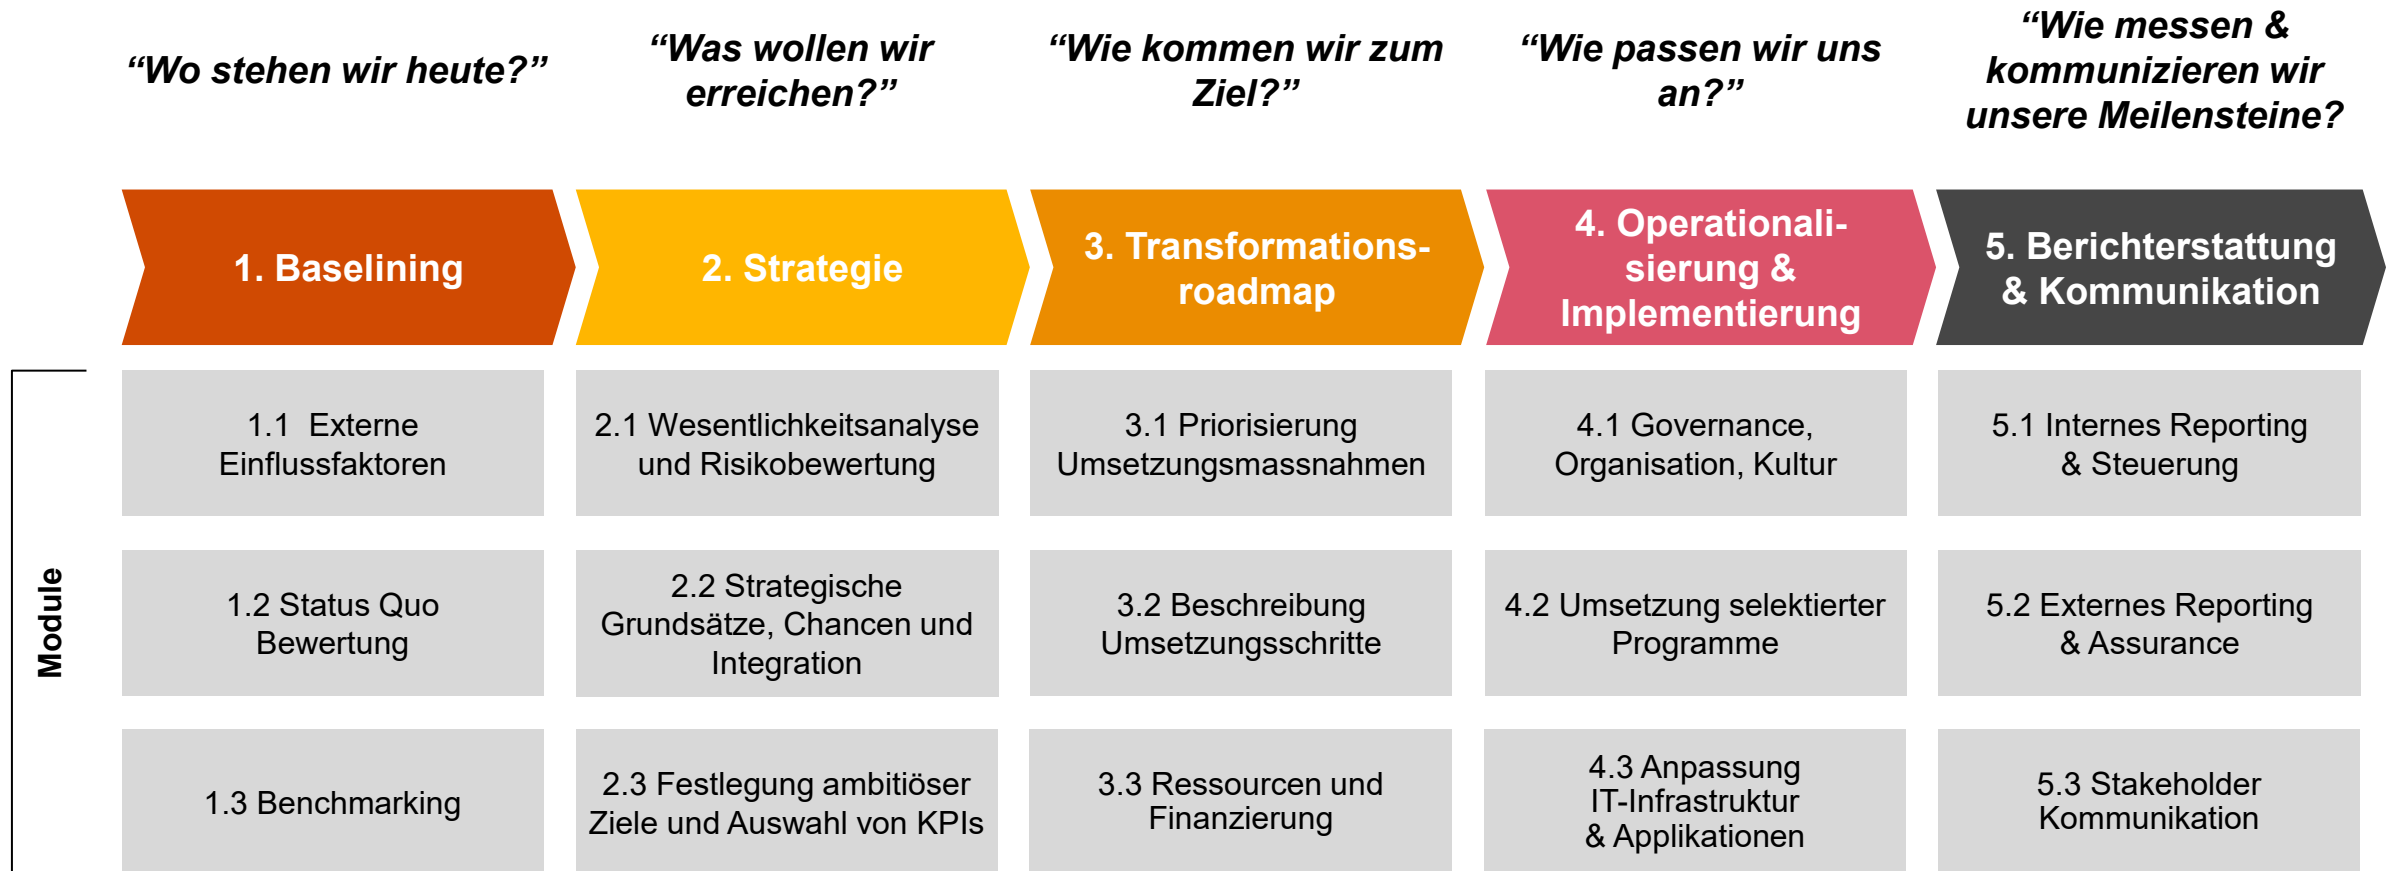 “Wo stehen wir heute?”
“Was wollen wir
erreichen?”
“Wie kommen wir zum
Ziel?”
“Wie passen wir uns
an?”
“Wie messen &
kommunizieren wir
unsere Meilensteine?
1. Baselining
2. Strategie
3. Transformations-
roadmap
4. Operationali-
sierung &
Implementierung
5. Berichterstattung
& Kommunikation
Module
1.1 Externe
Einflussfaktoren
2.1 Wesentlichkeitsanalyse
und Risikobewertung
3.1 Priorisierung
Umsetzungsmassnahmen
4.1 Governance,
Organisation, Kultur
5.1 Internes Reporting
& Steuerung
1.2 Status Quo
Bewertung
2.2 Strategische
Grundsätze, Chancen und
Integration
3.2 Beschreibung
Umsetzungsschritte
4.2 Umsetzung selektierter
Programme
5.2 Externes Reporting
& Assurance
1.3 Benchmarking
2.3 Festlegung ambitiöser
Ziele und Auswahl von KPIs
3.3 Ressourcen und
Finanzierung
4.3 Anpassung
IT-Infrastruktur
& Applikationen
5.3 Stakeholder
Kommunikation